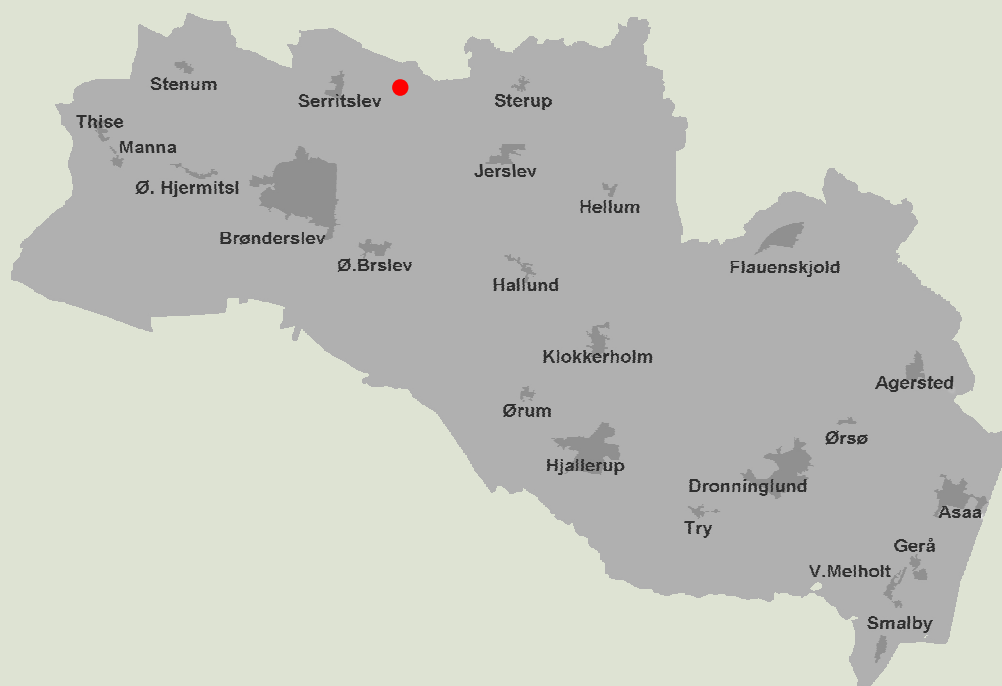 Stenum
Serritslev
Sterup
Thise
Manna
Jerslev
Ø. Hjermitsl
Hellum
Brønderslev
Ø.Brslev
Flauenskjold
Hallund
Klokkerholm
Agersted
Ørum
Ørsø
Hjallerup
Dronninglund
Asaa
Try
Gerå
V.Melholt
Smalby